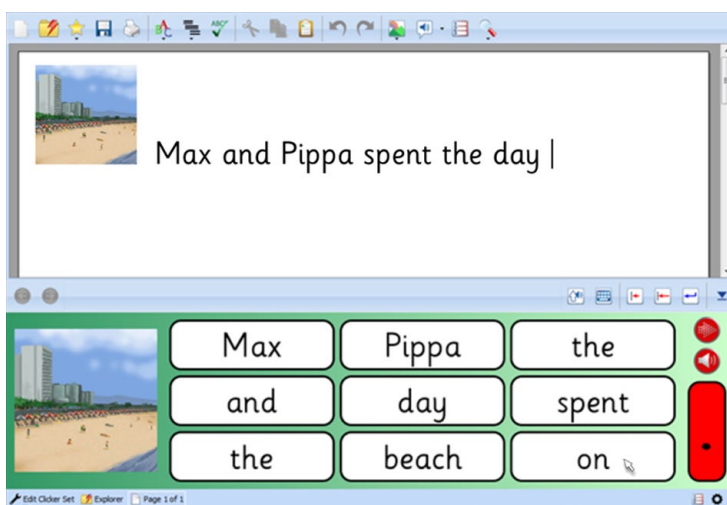 ABC
Max and Pippa spent the day
Max Pippa the
and day spent
the beach on .
Edit Clicker Set Explorer Page 1 of 1